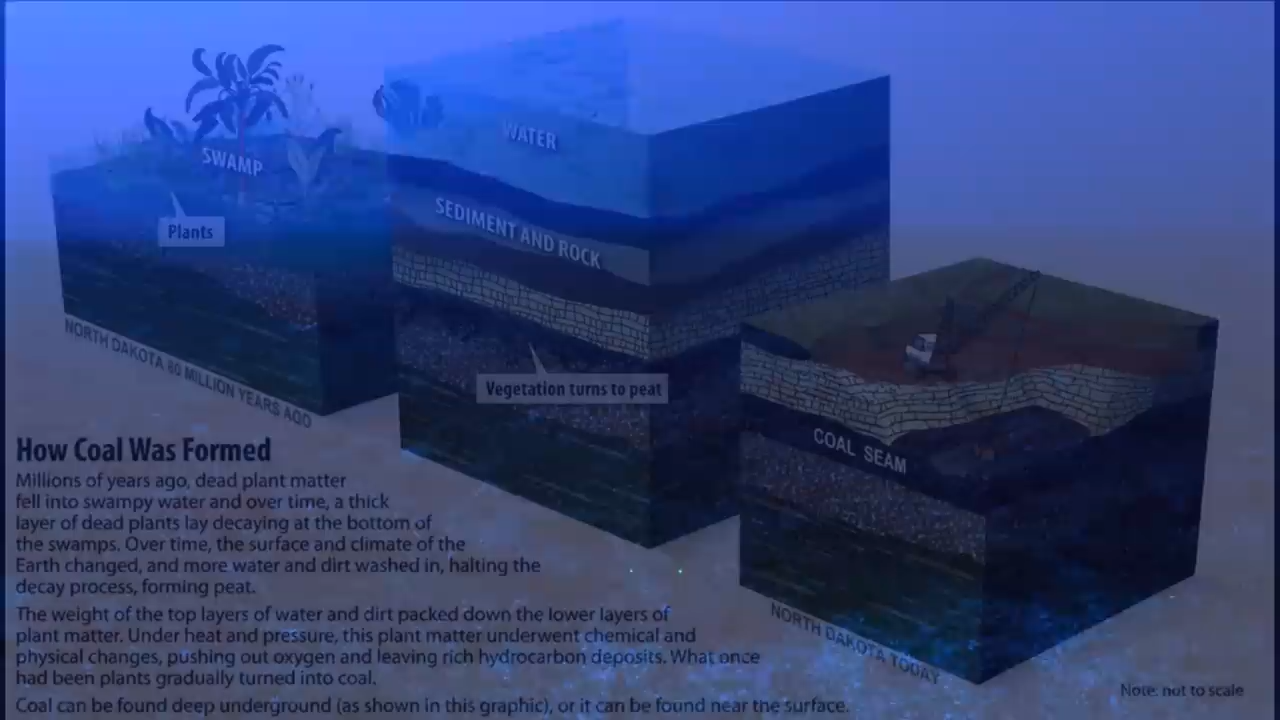 SWAMP
Plants
NORTH DAKOTA 80 MILLION YEARS AGO
WATER
SEDIMENT AND ROCK
Vegetation turns to peat
COAL SEAM
NORTH DAKOTA TODAY
How Coal Was Formed
Millions of years ago, dead plant matter
fell into swampy water and over time, a thick
layer of dead plants lay decaying at the bottom of
the swamps. Over time, the surface and climate of the
Earth changed, and more water and dirt washed in, halting the
decay process, forming peat.
The weight of the top layers of water and dirt packed down the lower layers of
plant matter. Under heat and pressure, this plant matter underwent chemical and
physical changes, pushing out oxygen and leaving rich hydrocarbon deposits. What once
had been plants gradually turned into coal.
Coal can be found deep underground (as shown in this graphic), or it can be found near the surface.
Note: not to scale